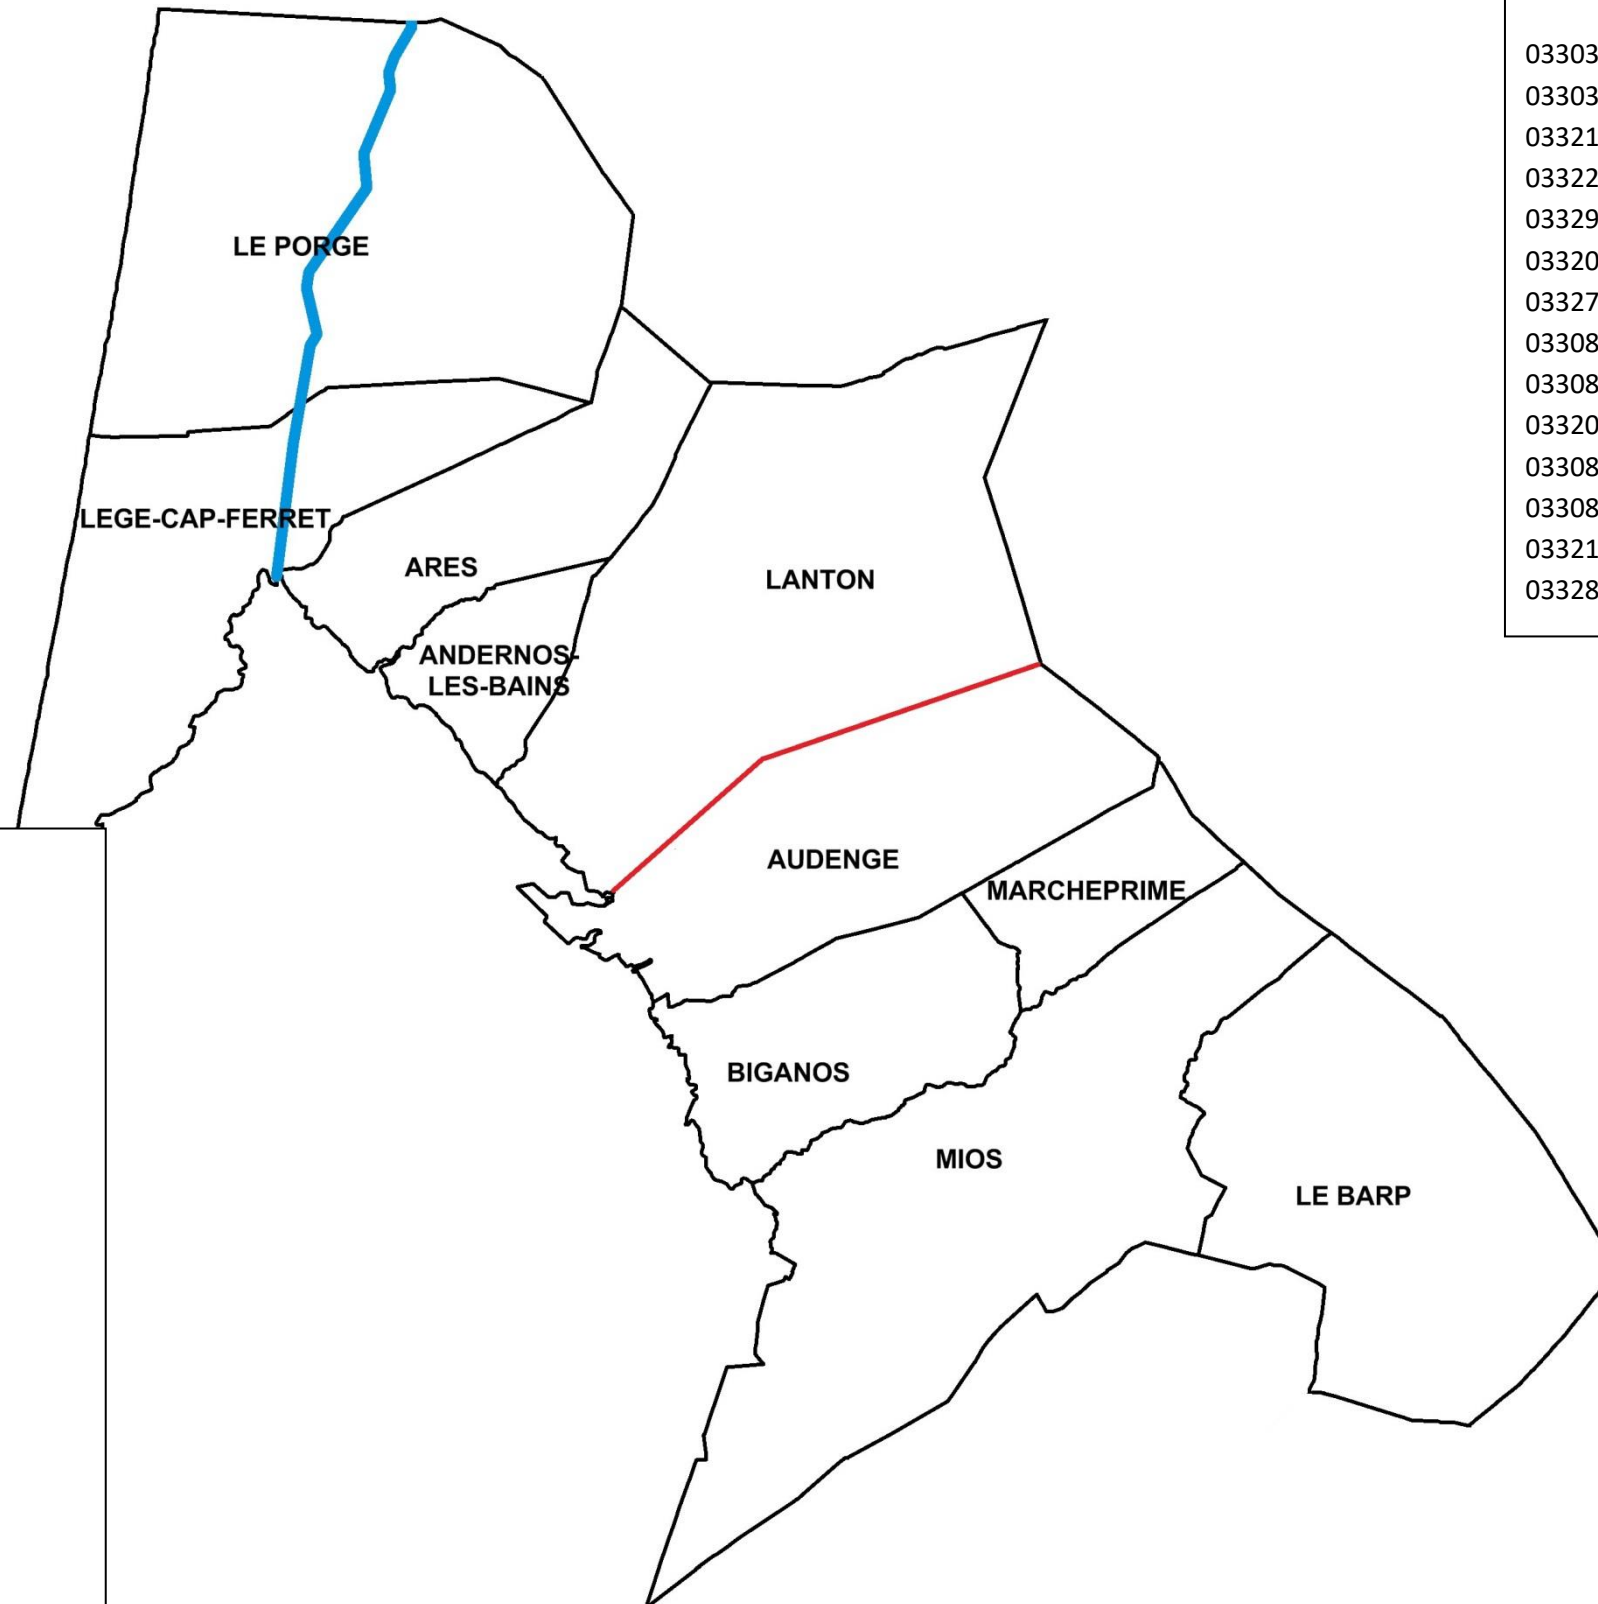 03303
03303
03321
03322
03329
LE PORGE
03320
03327
03308
03308
03320
03308
03308
LEGE-CAP-FERRET
03321
ARES
LANTON
03328
ANDERNOS-
LES-BAINS
AUDENGE
MARCHEPRIME
BIGANOS
MIOS
LE BARP